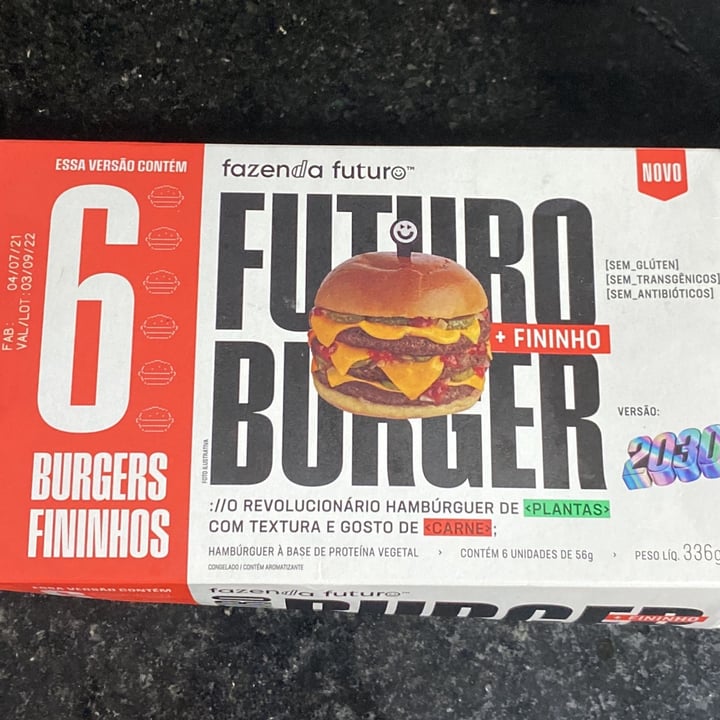 ESSA VERSÃO CONTÉM
6
BURGERS
FININHOS
FAB: 04/07/21
VAL/LOT:03/09/22
fazenda futuro™
NOVO
FUTURO
BURGER
+ FININHO
[SEM_GLÚTEN]
[SEM_TRANSGÊNICOS]
[SEM_ANTIBIÓTICOS]
VERSÃO:
2030
FOTO ILUSTRATIVA
://O REVOLUCIONÁRIO HAMBÚRGUER DE <PLANTAS>
COM TEXTURA E GOSTO DE <CARNE>;
HAMBÚRGUER À BASE DE PROTEÍNA VEGETAL › CONTÉM 6 UNIDADES DE 56g › PESO LÍQ. 336g
CONGELADO / CONTÉM AROMATIZANTE
ESSA VERSÃO CONTÉM
fazenda futuro™
BURGER
+ FININHO